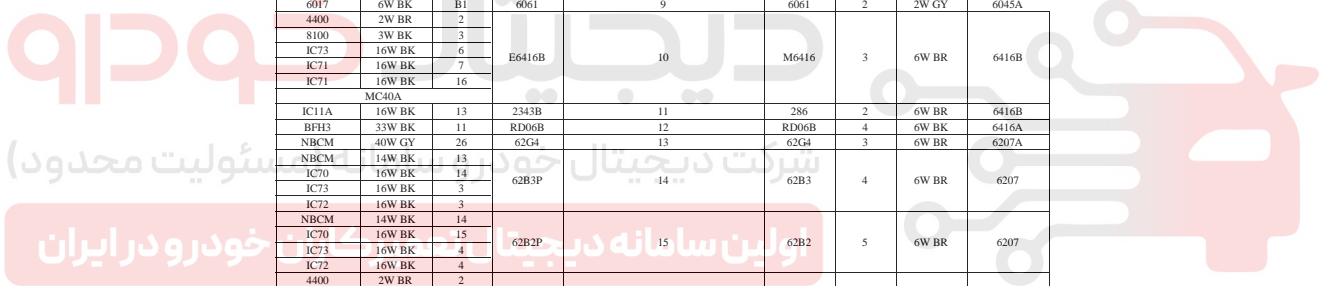 6017 6W BK B1 6061 9 6061 2 2W GY 6045A
4400 2W BR 2
8100 3W BK 3
IC73 16W BK 6
E6416B 10 M6416 3 6W BR 6416B
IC71 16W BK 7
IC71 16W BK 16
MC40A
IC11A 16W BK 13 2343B 11 286 2 6W BR 6416B
BFH3 33W BK 11 RD06B 12 RD06B 4 6W BK 6416A
NBCM 40W GY 26 62G4 13 62G4 3 6W BR 6207A
NBCM 14W BK 13
IC70 16W BK 14
62B3P 14 62B3 4 6W BR 6207
IC73 16W BK 3
IC72 16W BK 3
NBCM 14W BK 14
IC70 16W BK 15
62B2P 15 62B2 5 6W BR 6207
IC73 16W BK 4
IC72 16W BK 4
4400 2W BR 2
دیجیتال خودرو
شرکت دیجیتال خودرو سامانه (مسئولیت محدود)
اولین سامانه دیجیتال تعمیرکاران خودرو در ایران